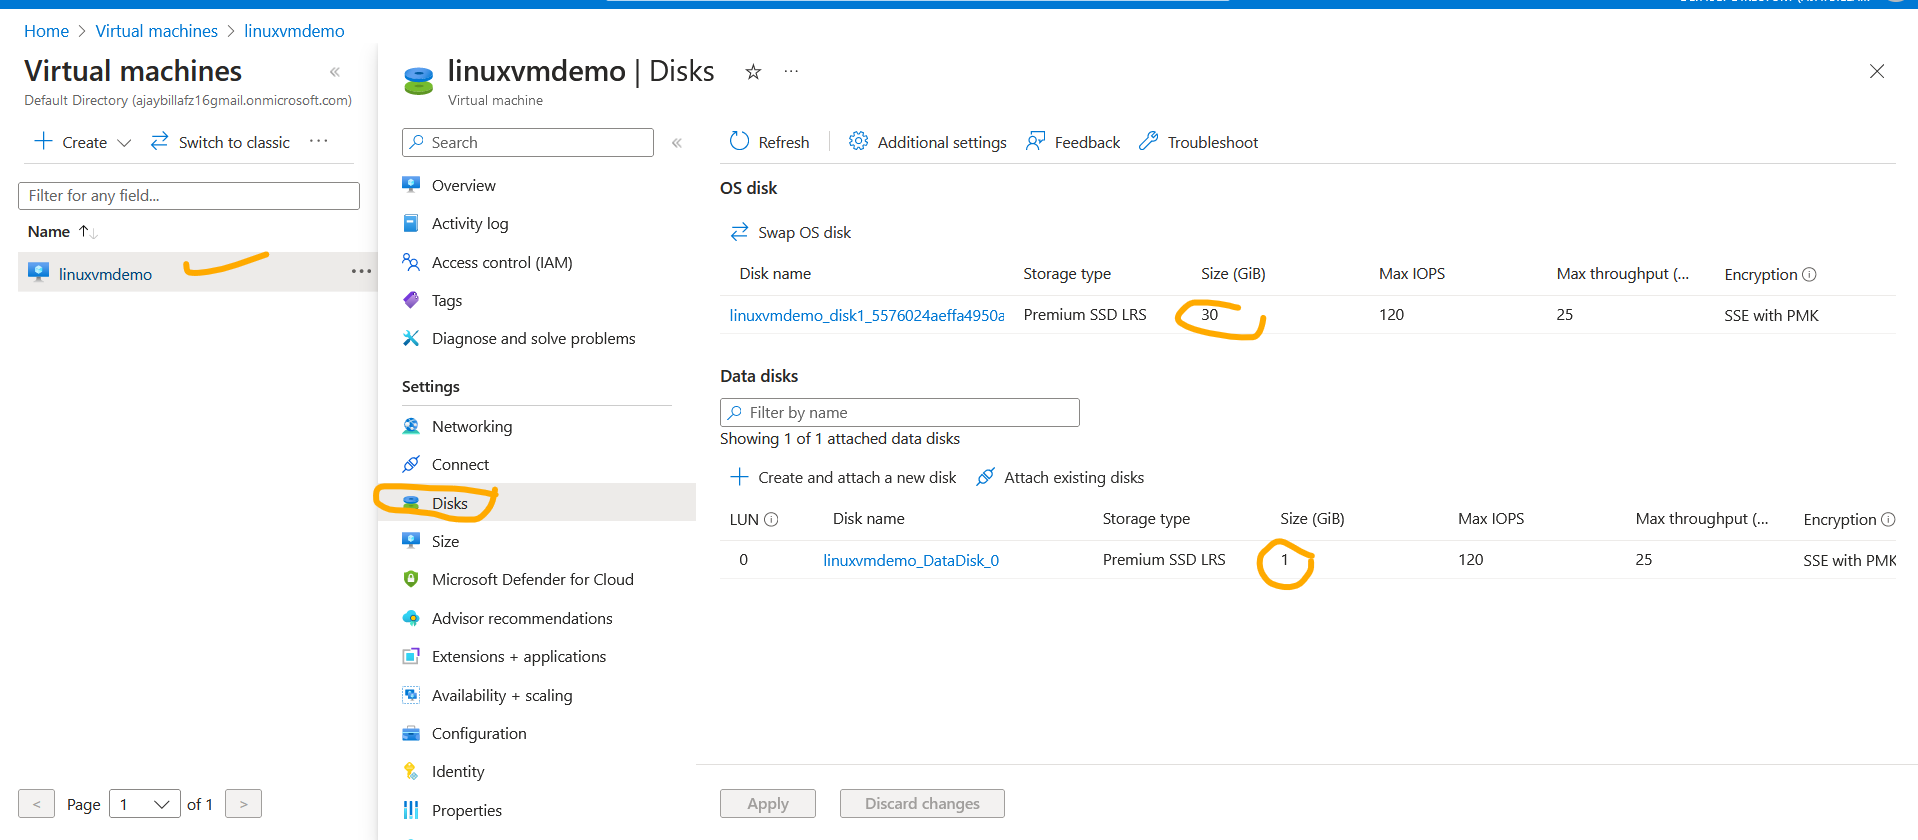 Home > Virtual machines > linuxvmdemo
Virtual machines «
Default Directory (ajaybillafz16gmail.onmicrosoft.com)
Create Switch to classic ...
Filter for any field...
Name ↑↓
linuxvmdemo ...
< Page 1 of 1 >
linuxvmdemo | Disks ...
Virtual machine
Search «
Overview
Activity log
Access control (IAM)
Tags
Diagnose and solve problems
Settings
Networking
Connect
Disks
Size
Microsoft Defender for Cloud
Advisor recommendations
Extensions + applications
Availability + scaling
Configuration
Identity
Properties
Refresh Additional settings Feedback Troubleshoot
OS disk
Swap OS disk
Disk name Storage type Size (GiB) Max IOPS Max throughput (... Encryption
linuxvmdemo_disk1_5576024aeffa4950a Premium SSD LRS 30 120 25 SSE with PMK
Data disks
Filter by name
Showing 1 of 1 attached data disks
+ Create and attach a new disk Attach existing disks
LUN Disk name Storage type Size (GiB) Max IOPS Max throughput (... Encryption
0 linuxvmdemo_DataDisk_0 Premium SSD LRS 1 120 25 SSE with PMK
Apply Discard changes